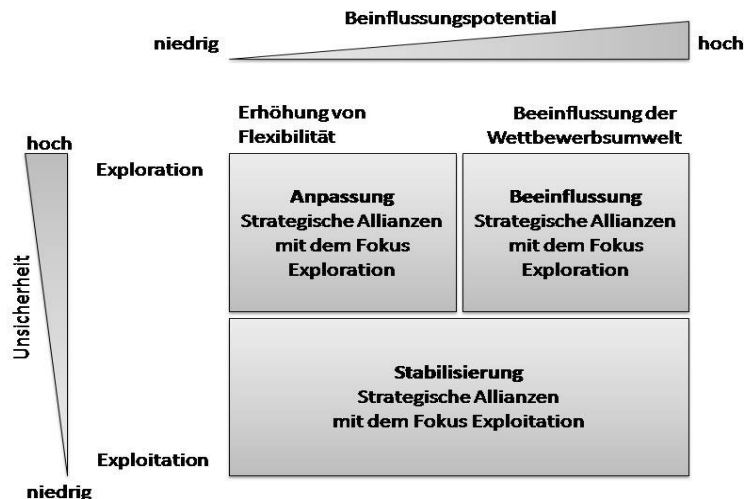 Beinflussungspotential
niedrig
hoch
Erhöhung von
Flexibilität
Beeinflussung der
Wettbewerbsumwelt
hoch
Exploration
Anpassung
Strategische Allianzen
mit dem Fokus
Exploration
Beeinflussung
Strategische Allianzen
mit dem Fokus
Exploration
Unsicherheit
Stabilisierung
Strategische Allianzen
mit dem Fokus Exploitation
Exploitation
niedrig